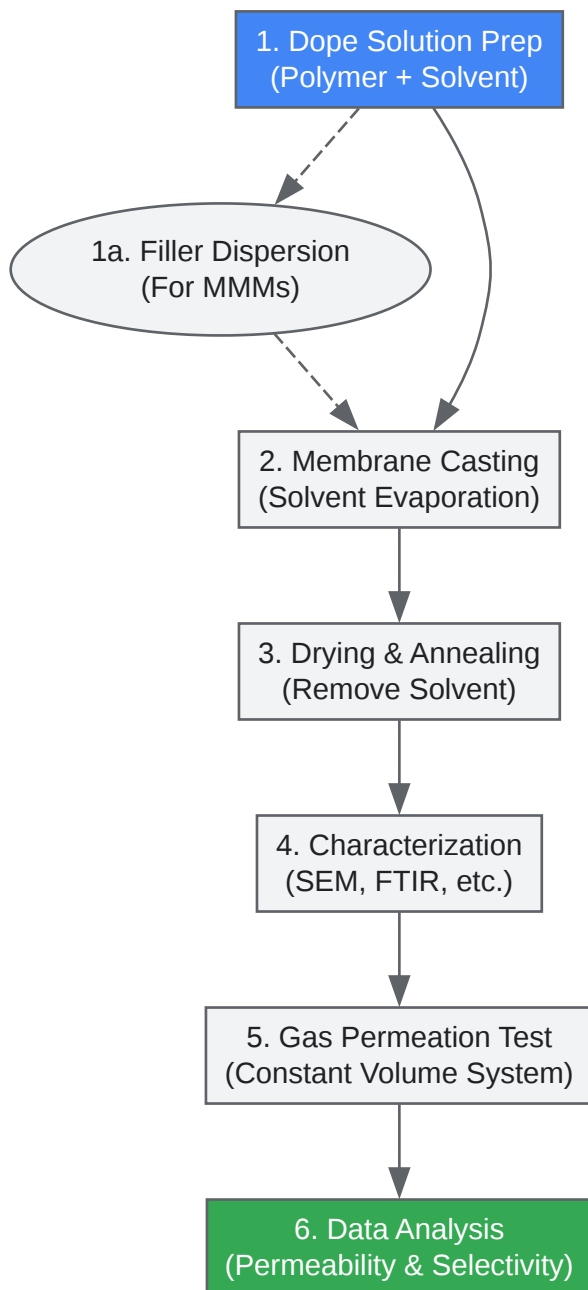 1. Dope Solution Prep
(Polymer + Solvent)
1a. Filler Dispersion
(For MMMs)
2. Membrane Casting
(Solvent Evaporation)
3. Drying & Annealing
(Remove Solvent)
4. Characterization
(SEM, FTIR, etc.)
5. Gas Permeation Test
(Constant Volume System)
6. Data Analysis
(Permeability & Selectivity)